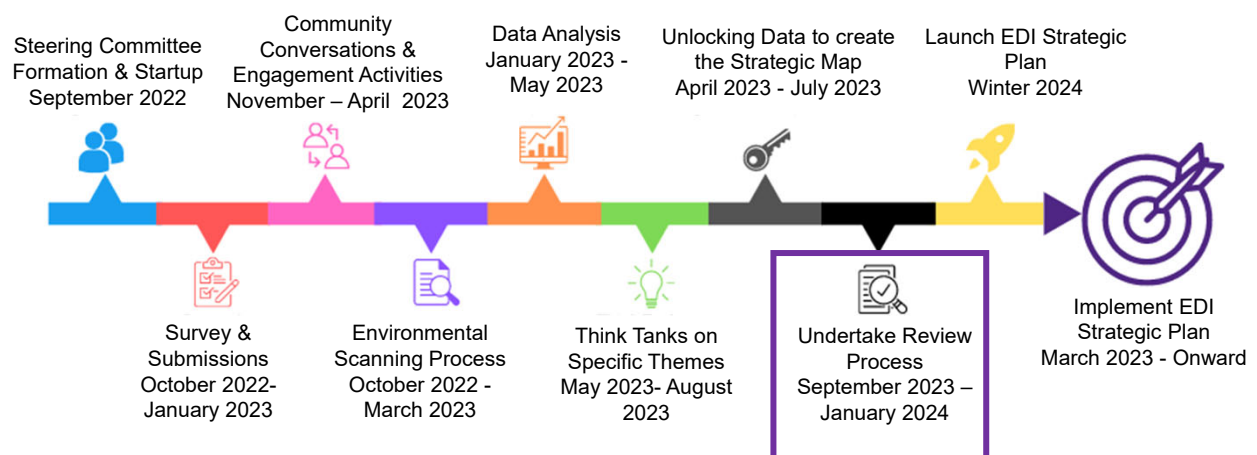 Steering Committee
Formation & Startup
September 2022
Community
Conversations &
Engagement Activities
November – April  2023
Data Analysis
January 2023 -
May 2023
Unlocking Data to create
the Strategic Map
April 2023 - July 2023
Launch EDI Strategic
Plan
Winter 2024
Survey &
Submissions
October 2022-
January 2023
Environmental
Scanning Process
October 2022 -
March 2023
Think Tanks on
Specific Themes
May 2023- August
2023
Undertake Review
Process
September 2023 –
January 2024
Implement EDI
Strategic Plan
March 2023 - Onward